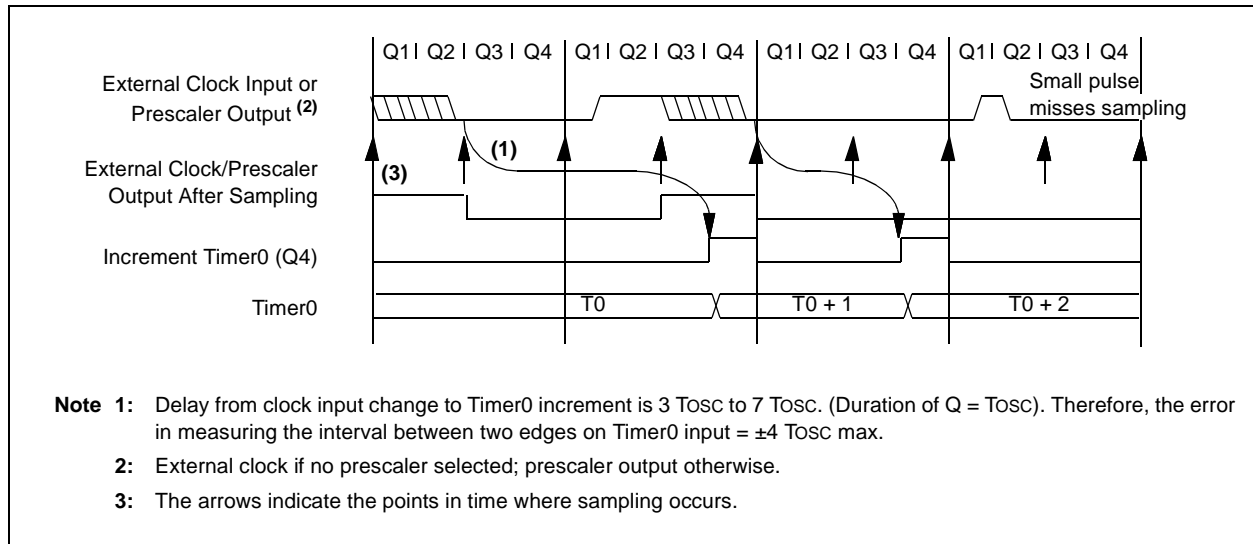 Q1 | Q2 | Q3 | Q4 Q1 | Q2 | Q3 | Q4 Q1 | Q2 | Q3 | Q4 Q1 | Q2 | Q3 | Q4
External Clock Input or
Prescaler Output (2)
Small pulse
misses sampling
(1)
External Clock/Prescaler
Output After Sampling
(3)
Increment Timer0 (Q4)
Timer0
T0 T0 + 1 T0 + 2
Note 1: Delay from clock input change to Timer0 increment is 3 TOSC to 7 TOSC. (Duration of Q = TOSC). Therefore, the error
in measuring the interval between two edges on Timer0 input = ±4 TOSC max.
2: External clock if no prescaler selected; prescaler output otherwise.
3: The arrows indicate the points in time where sampling occurs.